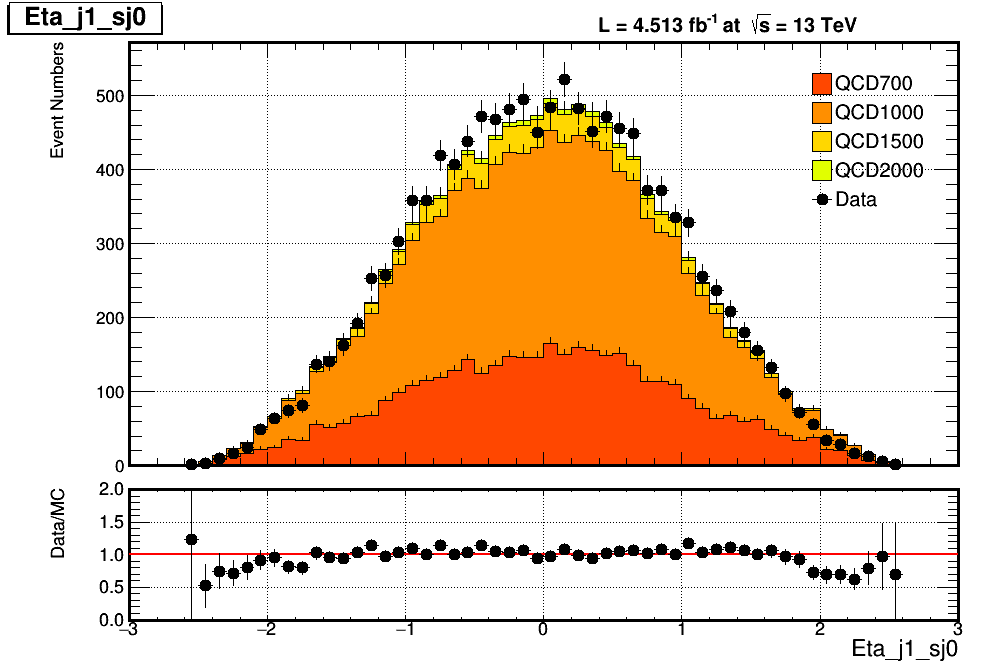 Eta_j1_sj0
L = 4.513 fb⁻¹ at √s = 13 TeV
Event Numbers
500
400
300
200
100
0
QCD700
QCD1000
QCD1500
QCD2000
Data
Data/MC
2.0
1.5
1.0
0.5
0.0
−3 −2 −1 0 1 2 3
Eta_j1_sj0